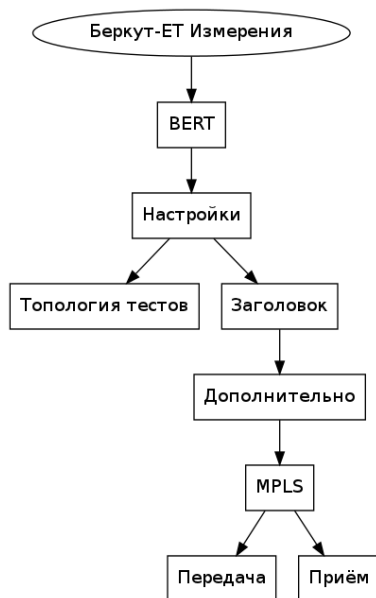 Беркут-ЕТ Измерения
BERT
Настройки
Топология тестов
Заголовок
Дополнительно
MPLS
Передача
Приём